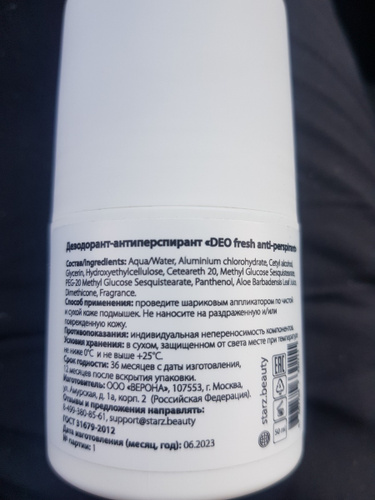 Дезодорант-антиперспирант «DEO fresh anti-perspirant»
Состав/Ingredients: Aqua/Water, Aluminium chlorohydrate, Cetyl alcohol,
Glycerin, Hydroxyethylcellulose, Ceteareth 20, Methyl Glucose Sesquistearate,
PEG-20 Methyl Glucose Sesquistearate, Panthenol, Aloe Barbadensis Leaf Juice,
Dimethicone, Fragrance.
Способ применения: проведите шариковым аппликатором по чистой
и сухой коже подмышек. Не наносите на раздраженную и/или
поврежденную кожу.
Противопоказания: индивидуальная непереносимость компонентов.
Условия хранения: в сухом, защищенном от света месте при температуре
не ниже 0°C и не выше +25°C.
Срок годности: 36 месяцев с даты изготовления,
12 месяцев после вскрытия упаковки.
Изготовитель: ООО «ВЕРОНА», 107553, г. Москва,
ул. Амурская, д. 1а, корп. 2 (Российская Федерация).
Отзывы и предложения направлять:
8-499-380-85-61, support@starz.beauty
ГОСТ 31679-2012
Дата изготовления (месяц, год): 06.2023
№ партии: 1
starz.beauty
EAC
50 ml